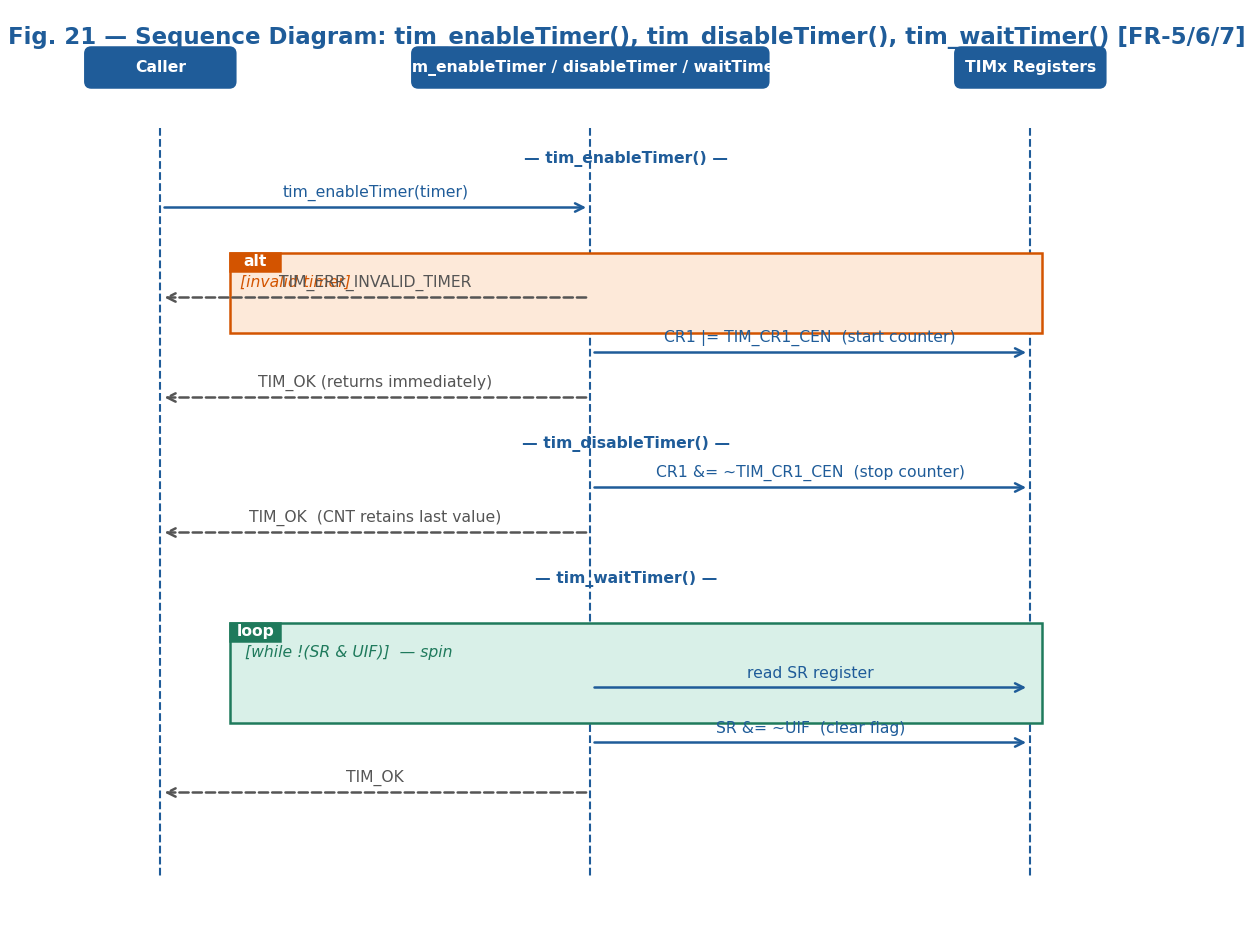 Fig. 21 — Sequence Diagram: tim_enableTimer(), tim_disableTimer(), tim_waitTimer() [FR-5/6/7]
Caller
m_enableTimer / disableTimer / waitTime
TIMx Registers
— tim_enableTimer() —
tim_enableTimer(timer)
alt
[invalid timer]
TIM_ERR_INVALID_TIMER
CR1 |= TIM_CR1_CEN  (start counter)
TIM_OK (returns immediately)
— tim_disableTimer() —
CR1 &= ~TIM_CR1_CEN  (stop counter)
TIM_OK  (CNT retains last value)
— tim_waitTimer() —
loop
[while !(SR & UIF)]  — spin
read SR register
SR &= ~UIF  (clear flag)
TIM_OK